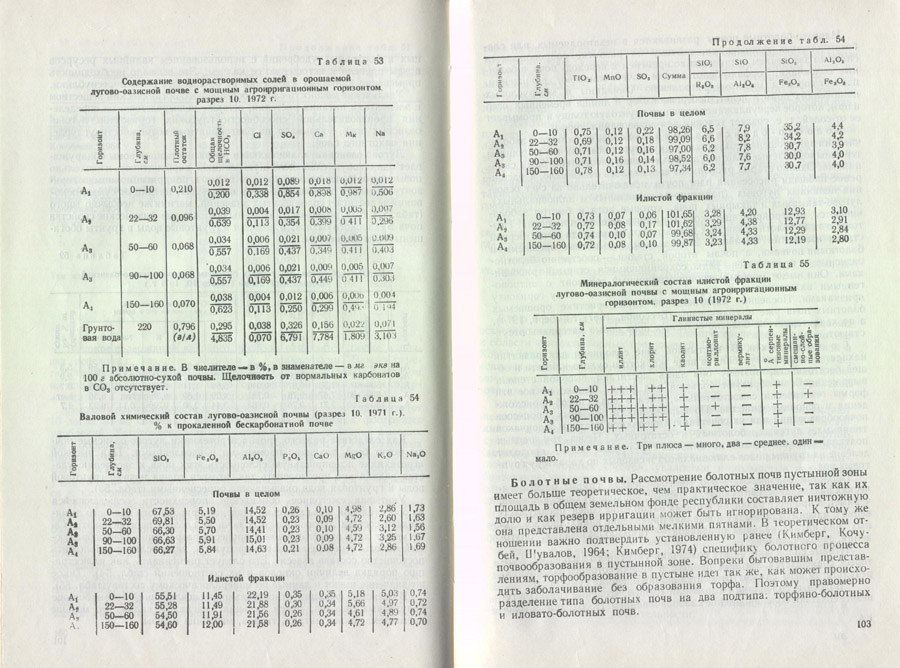 Таблица 53
Содержание воднорастворимых солей в орошаемой
лугово-оазисной почве с мощным агроирригационным горизонтом
разрез 10. 1972 г.
Горизонт Глубина, см Плотный остаток Общая щелочность в HCO₃ Cl SO₄ Ca Mg Na
0,012 0,012 0,089 0,018 0,012 0,012
A₁ 0—10 0,210
0,200 0,338 0,854 0,898 0,987 0,506
0,039 0,004 0,017 0,008 0,005 0,007
22—32 0,096
0,639 0,113 0,354 0,399 0,411 0,296
0,034 0,006 0,021 0,007 0,005 0,009
50—60 0,068
0,557 0,169 0,437 0,349 0,411 0,403
0,034 0,006 0,021 0,009 0,005 0,007
90—100 0,068
0,557 0,169 0,437 0,449 0,411 0,303
0,038 0,004 0,012 0,006 0,006 0,004
150—160 0,070
0,623 0,113 0,250 0,299
Грунто- 220 0,796 0,295 0,038 0,326 0,156 0,022 0,071
вая вода (г/л) 4,835 0,070 6,791 7,784 1,809 3,103
Примечание. В числителе — в %, в знаменателе — в мг экв на
100 г абсолютно-сухой почвы. Щелочность от нормальных карбонатов
в CO₃ отсутствует.
Таблица 54
Валовой химический состав лугово-оазисной почвы (разрез 10. 1971 г.).
% к прокаленной бескарбонатной почве
Горизонт Глубина, см SiO₂ Fe₂O₃ Al₂O₃ P₂O₅ CaO MgO K₂O Na₂O
Почвы в целом
A₁ 0—10 67,53 5,19 14,52 0,26 0,10 4,98 2,86 1,73
22—32 69,81 5,50 14,52 0,23 0,09 4,72 2,60 1,63
50—60 66,30 5,70 14,41 0,23 0,10 4,59 3,12 1,56
90—100 66,63 5,91 15,01 0,23 0,09 4,72 3,25 1,67
A₄ 150—160 66,27 5,84 14,63 0,21 0,08 4,72 2,86 1,69
Илистой фракции
A₁ 0—10 55,51 11,45 22,19 0,35 0,35 5,18 5,03 0,74
A₂ 22—32 55,28 11,49 21,88 0,30 0,34 5,66 4,97 0,72
50—60 54,50 11,91 21,56 0,26 0,34 4,61 4,89 0,74
150—160 54,60 12,00 21,58 0,26 0,34 4,72 4,77 0,70
Продолжение табл. 54
Горизонт Глубина, см TiO₂ MnO SO₃ Сумма SiO₂ SiO SiO₂ Al₂O₃
R₂O₃ Al₂O₃ Fe₂O₃ Fe₂O₃
Почвы в целом
A₁ 0—10 0,75 0,12 0,22 98,26 6,5 7,9 35,2 4,4
A₂ 22—32 0,69 0,12 0,18 99,09 6,6 8,2 34,2 4,2
50—60 0,71 0,12 0,16 97,00 6,2 7,8 30,7 3,9
90—100 0,71 0,16 0,14 98,52 6,0 7,6 30,0 4,0
A₄ 150—160 0,78 0,12 0,13 97,34 6,2 7,7 30,7 4,0
Илистой фракции
A₁ 0—10 0,73 0,07 0,06 101,65 3,28 4,20 12,93 3,10
A₂ 22—32 0,72 0,08 0,17 101,62 3,29 4,38 12,77 2,91
50—60 0,74 0,10 0,07 99,68 3,24 4,33 12,29 2,84
A₄ 150—160 0,72 0,08 0,10 99,87 3,23 4,33 12,19 2,80
Таблица 55
Минералогический состав илистой фракции
лугово-оазисной почвы с мощным агроирригационным
горизонтом, разрез 10 (1972 г.)
Глинистые минералы
Горизонт Глубина, см иллит хлорит каолит монтмориллонит вермикулит серпентиновые минералы смешанно-слойные образования
A₁ 0—10 +++ ++ + — — + —
A₂ 22—32 +++ ++ + — — + +
50—60 +++ +++ + + — + —
90—100 +++ +++ + — — + —
A₄ 150—160 ++ ++ + — — + —
Примечание. Три плюса — много, два — среднее, один —
мало.
Болотные почвы. Рассмотрение болотных почв пустынной зоны
имеет больше теоретическое, чем практическое значение, так как их
площадь в общем земельном фонде республики составляет ничтожную
долю и как резерв ирригации может быть игнорирована. К тому же
она представлена отдельными мелкими пятнами. В теоретическом от-
ношении важно подтвердить установленную ранее (Кимберг, Кочу-
бей, Шувалов, 1964; Кимберг, 1974) специфику болотного процесса
почвообразования в пустынной зоне. Вопреки бытовавшим представ-
лениям, торфообразование в пустыне идет так же, как может происхо-
дить заболачивание без образования торфа. Поэтому правомерно
разделение типа болотных почв на два подтипа: торфяно-болотных
и иловато-болотных почв.
103